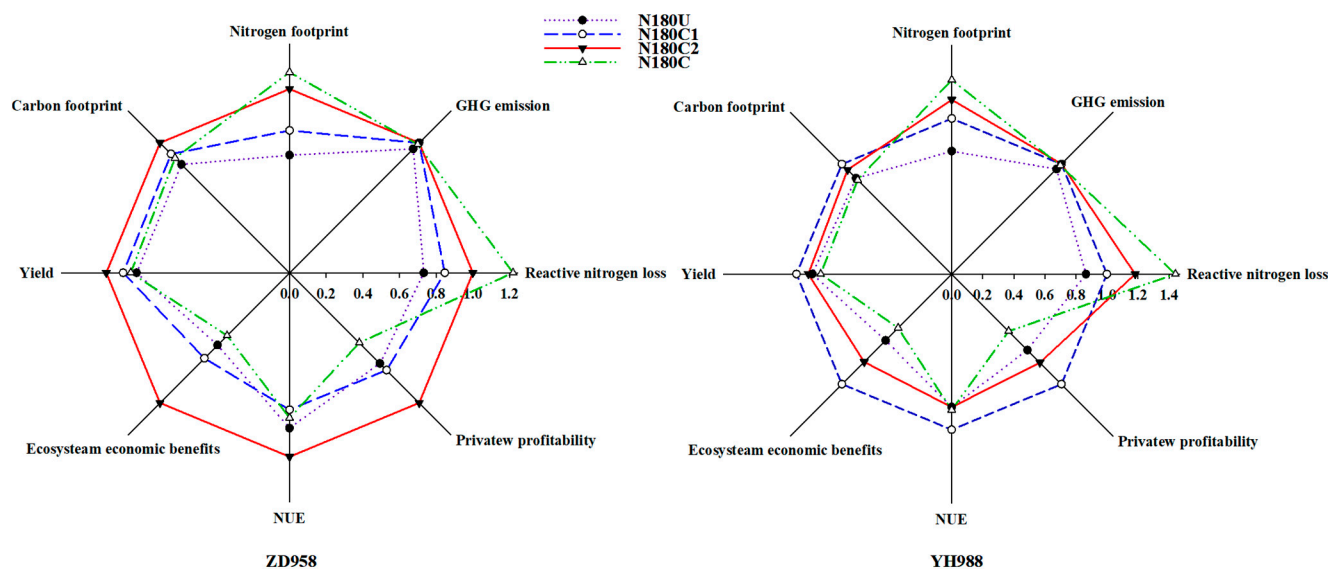 N180U
N180C1
N180C2
N180C
Nitrogen footprint
Carbon footprint
GHG emission
Yield
Reactive nitrogen loss
0.0 0.2 0.4 0.6 0.8 1.0 1.2
Ecosysteam economic benefits
Privatew profitability
NUE
ZD958
Nitrogen footprint
Carbon footprint
GHG emission
Yield
Reactive nitrogen loss
0.0 0.2 0.4 0.6 0.8 1.0 1.2 1.4
Ecosysteam economic benefits
Privatew profitability
NUE
YH988